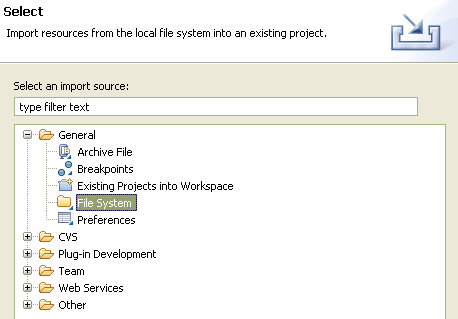 Select
Import resources from the local file system into an existing project.
Select an import source:
type filter text
General
Archive File
Breakpoints
Existing Projects into Workspace
File System
Preferences
CVS
Plug-in Development
Team
Web Services
Other